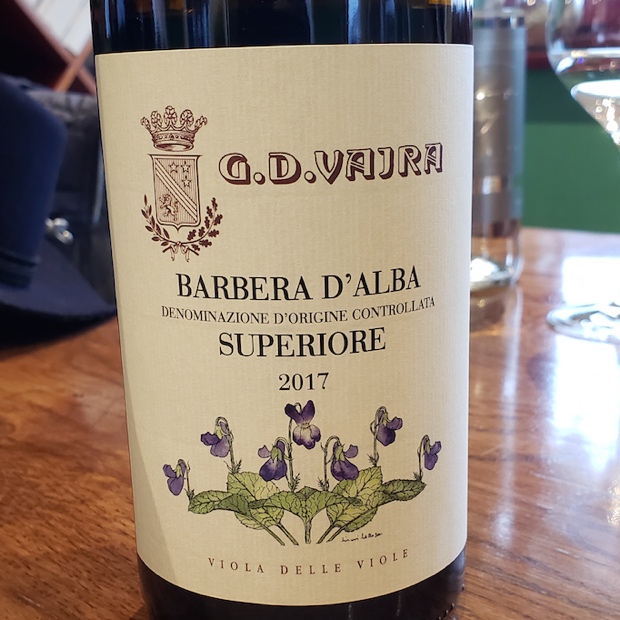 G.D.VAJRA
BARBERA D'ALBA
DENOMINAZIONE D'ORIGINE CONTROLLATA
SUPERIORE
2017
VIOLA DELLE VIOLE